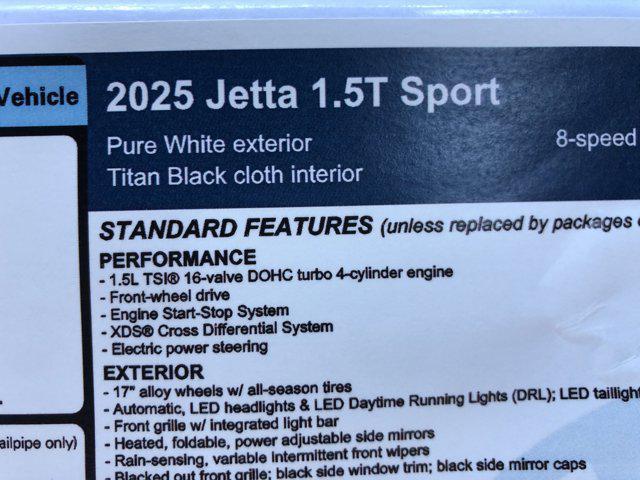 Vehicle
2025 Jetta 1.5T Sport
Pure White exterior
8-speed
Titan Black cloth interior
STANDARD FEATURES (unless replaced by packages
PERFORMANCE
- 1.5L TSI® 16-valve DOHC turbo 4-cylinder engine
- Front-wheel drive
- Engine Start-Stop System
- XDS® Cross Differential System
- Electric power steering
EXTERIOR
- 17" alloy wheels w/ all-season tires
- Automatic, LED headlights & LED Daytime Running Lights (DRL); LED taillight
- Front grille w/ integrated light bar
- Heated, foldable, power adjustable side mirrors
- Rain-sensing, variable intermittent front wipers
- Blacked out front grille; black side window trim; black side mirror caps
ailpipe only)